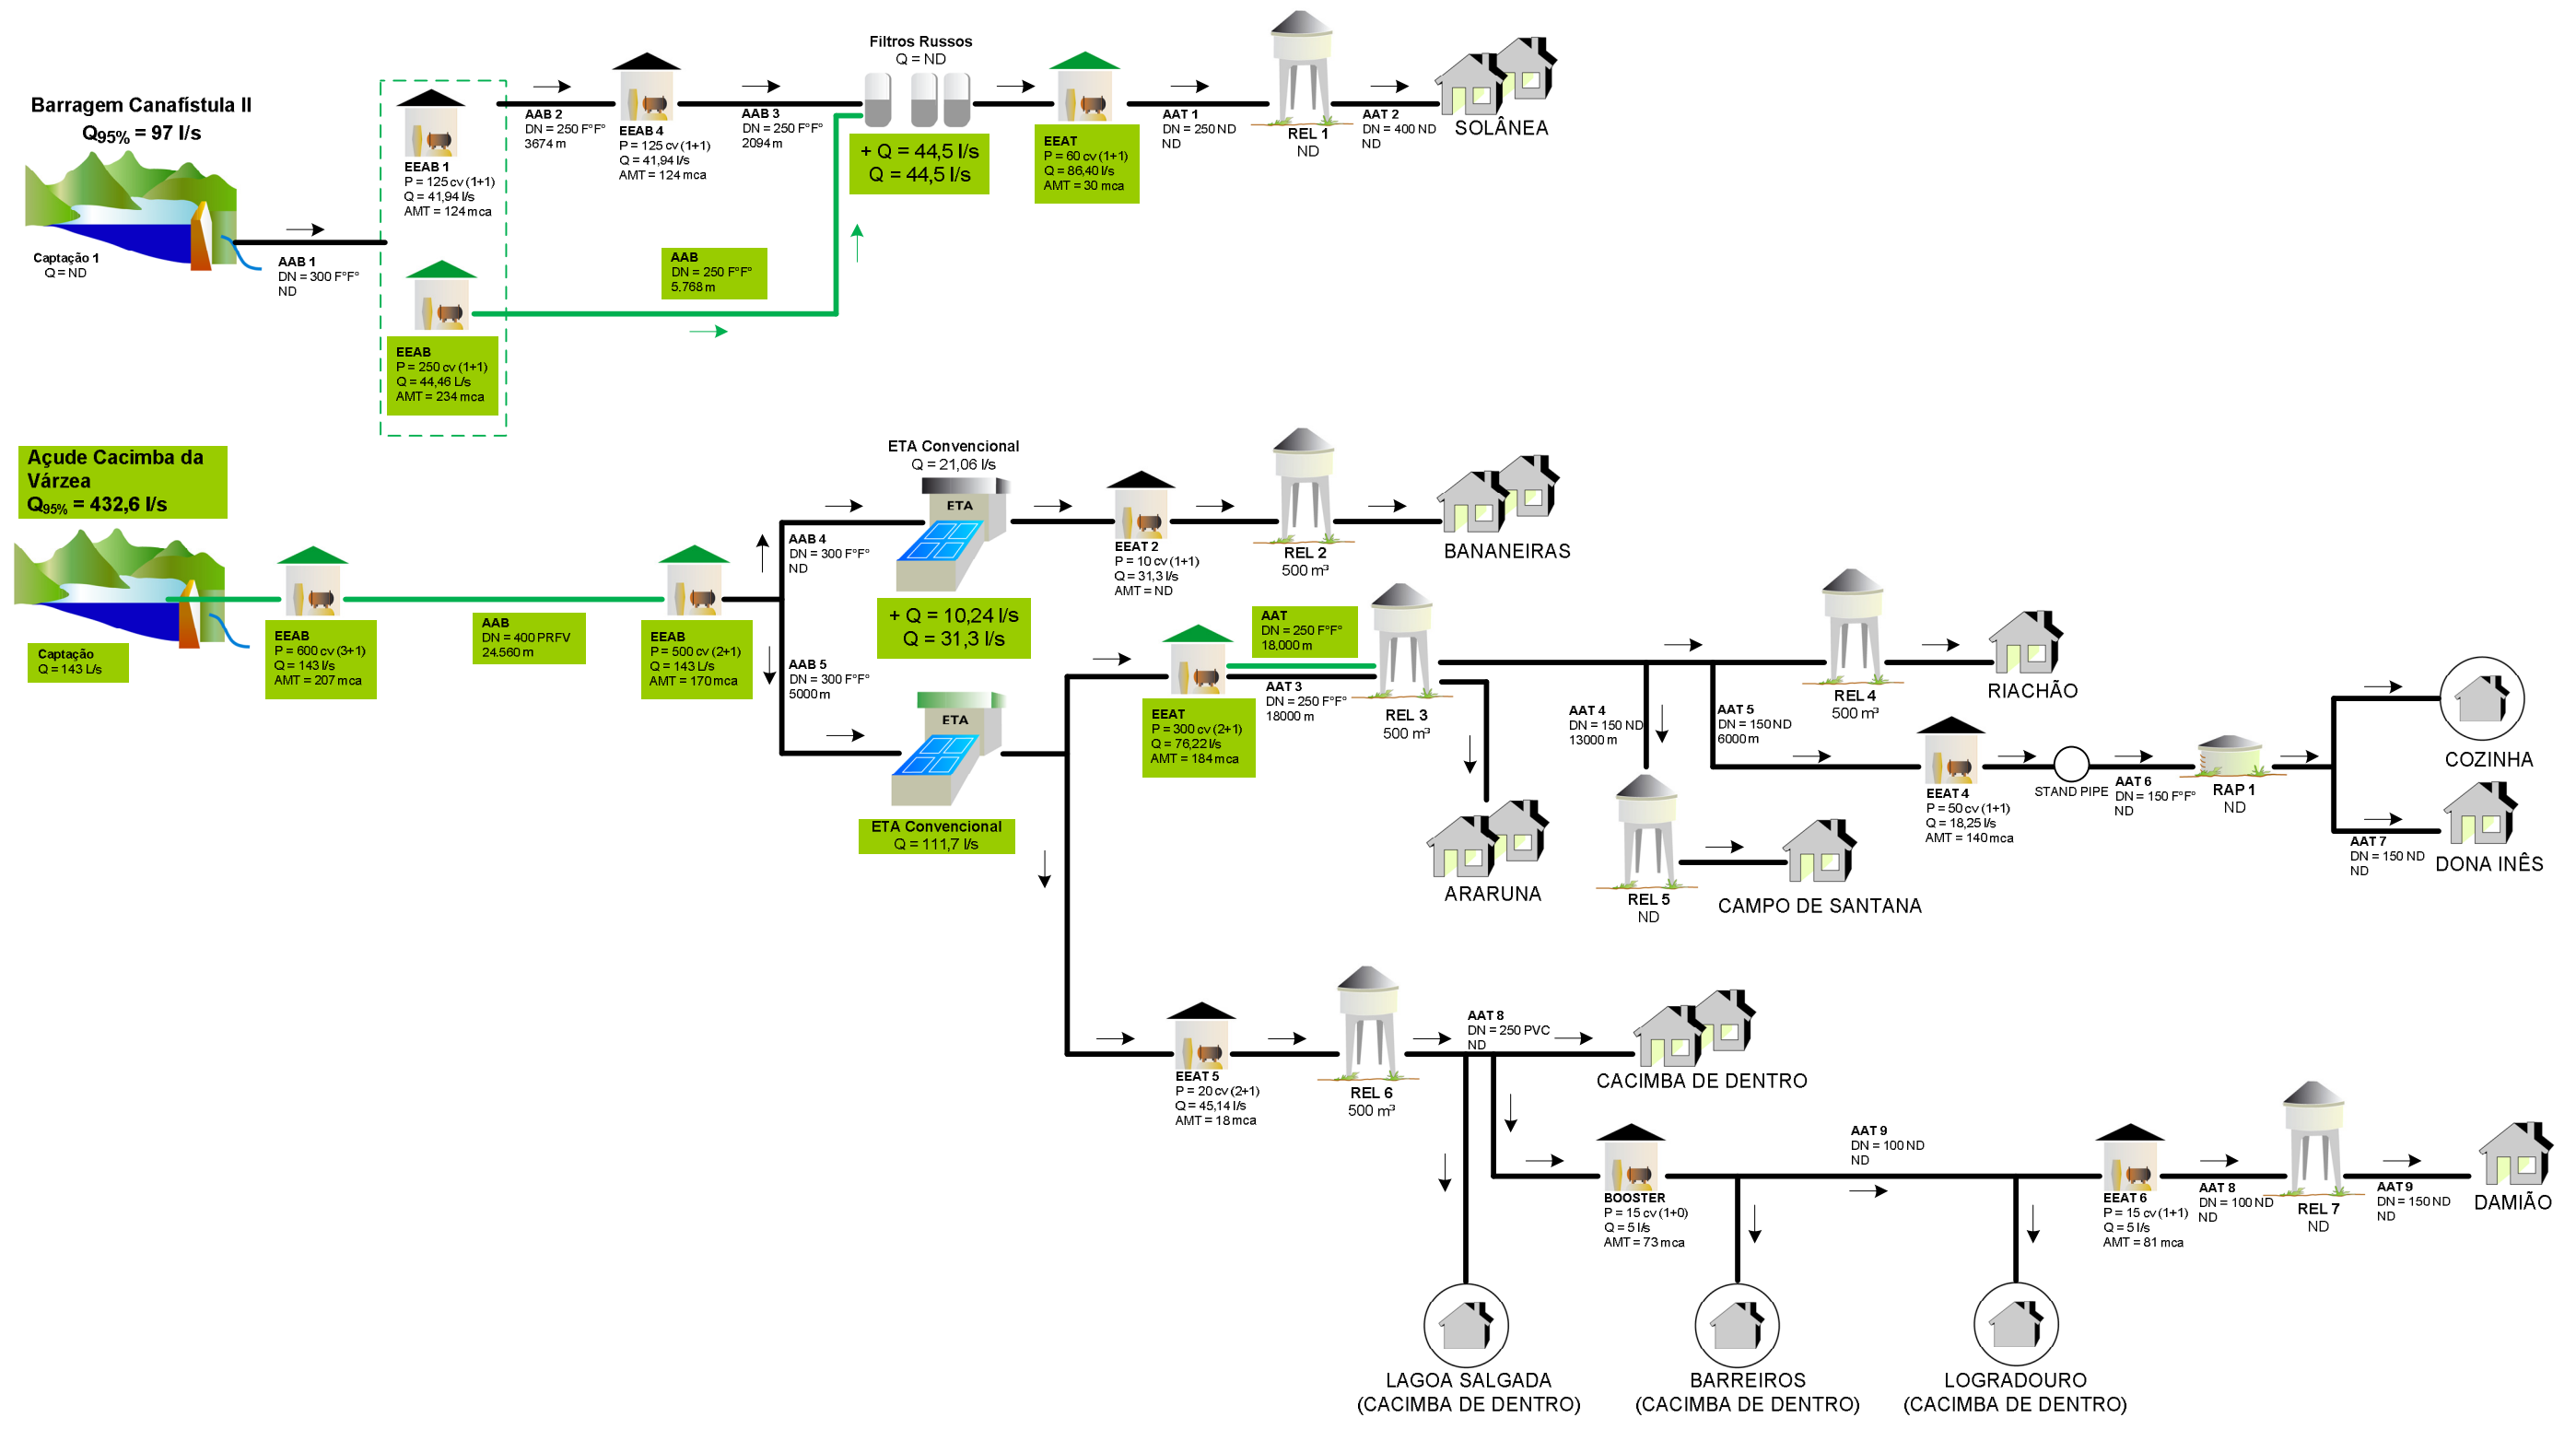 Barragem Canafístula II
Q95% = 97 l/s
Captação 1
Q = ND
AAB 1
DN = 300 FºFº
ND
EEAB 1
P = 125 cv (1+1)
Q = 41,94 l/s
AMT = 124 mca
EEAB
P = 250 cv (1+1)
Q = 44,46 L/s
AMT = 234 mca
AAB 2
DN = 250 FºFº
3674 m
EEAB 4
P = 125 cv (1+1)
Q = 41,94 l/s
AMT = 124 mca
AAB 3
DN = 250 FºFº
2094 m
AAB
DN = 250 FºFº
5.768 m
Filtros Russos
Q = ND
+ Q = 44,5 l/s
Q = 44,5 l/s
EEAT
P = 60 cv (1+1)
Q = 86,40 l/s
AMT = 30 mca
AAT 1
DN = 250 ND
ND
REL 1
ND
AAT 2
DN = 400 ND
ND
SOLÂNEA
Açude Cacimba da
Várzea
Q95% = 432,6 l/s
Captação
Q = 143 L/s
EEAB
P = 600 cv (3+1)
Q = 143 l/s
AMT = 207 mca
AAB
DN = 400 PRFV
24.560 m
EEAB
P = 500 cv (2+1)
Q = 143 L/s
AMT = 170 mca
AAB 4
DN = 300 FºFº
ND
AAB 5
DN = 300 FºFº
5000 m
ETA Convencional
Q = 21,06 l/s
ETA
+ Q = 10,24 l/s
Q = 31,3 l/s
EEAT 2
P = 10 cv (1+1)
Q = 31,3 l/s
AMT = ND
REL 2
500 m³
BANANEIRAS
ETA
ETA Convencional
Q = 111,7 l/s
EEAT
P = 300 cv (2+1)
Q = 76,22 l/s
AMT = 184 mca
AAT
DN = 250 FºFº
18.000 m
AAT 3
DN = 250 FºFº
18000 m
REL 3
500 m³
ARARUNA
AAT 4
DN = 150 ND
13000 m
REL 5
ND
CAMPO DE SANTANA
AAT 5
DN = 150 ND
6000 m
REL 4
500 m³
RIACHÃO
EEAT 4
P = 50 cv (1+1)
Q = 18,25 l/s
AMT = 140 mca
STAND PIPE
AAT 6
DN = 150 FºFº
ND
RAP 1
ND
COZINHA
AAT 7
DN = 150 ND
ND
DONA INÊS
EEAT 5
P = 20 cv (2+1)
Q = 45,14 l/s
AMT = 18 mca
REL 6
500 m³
AAT 8
DN = 250 PVC
ND
CACIMBA DE DENTRO
BOOSTER
P = 15 cv (1+0)
Q = 5 l/s
AMT = 73 mca
AAT 9
DN = 100 ND
ND
EEAT 6
P = 15 cv (1+1)
Q = 5 l/s
AMT = 81 mca
AAT 8
DN = 100 ND
ND
REL 7
ND
AAT 9
DN = 150 ND
ND
DAMIÃO
LAGOA SALGADA
(CACIMBA DE DENTRO)
BARREIROS
(CACIMBA DE DENTRO)
LOGRADOURO
(CACIMBA DE DENTRO)